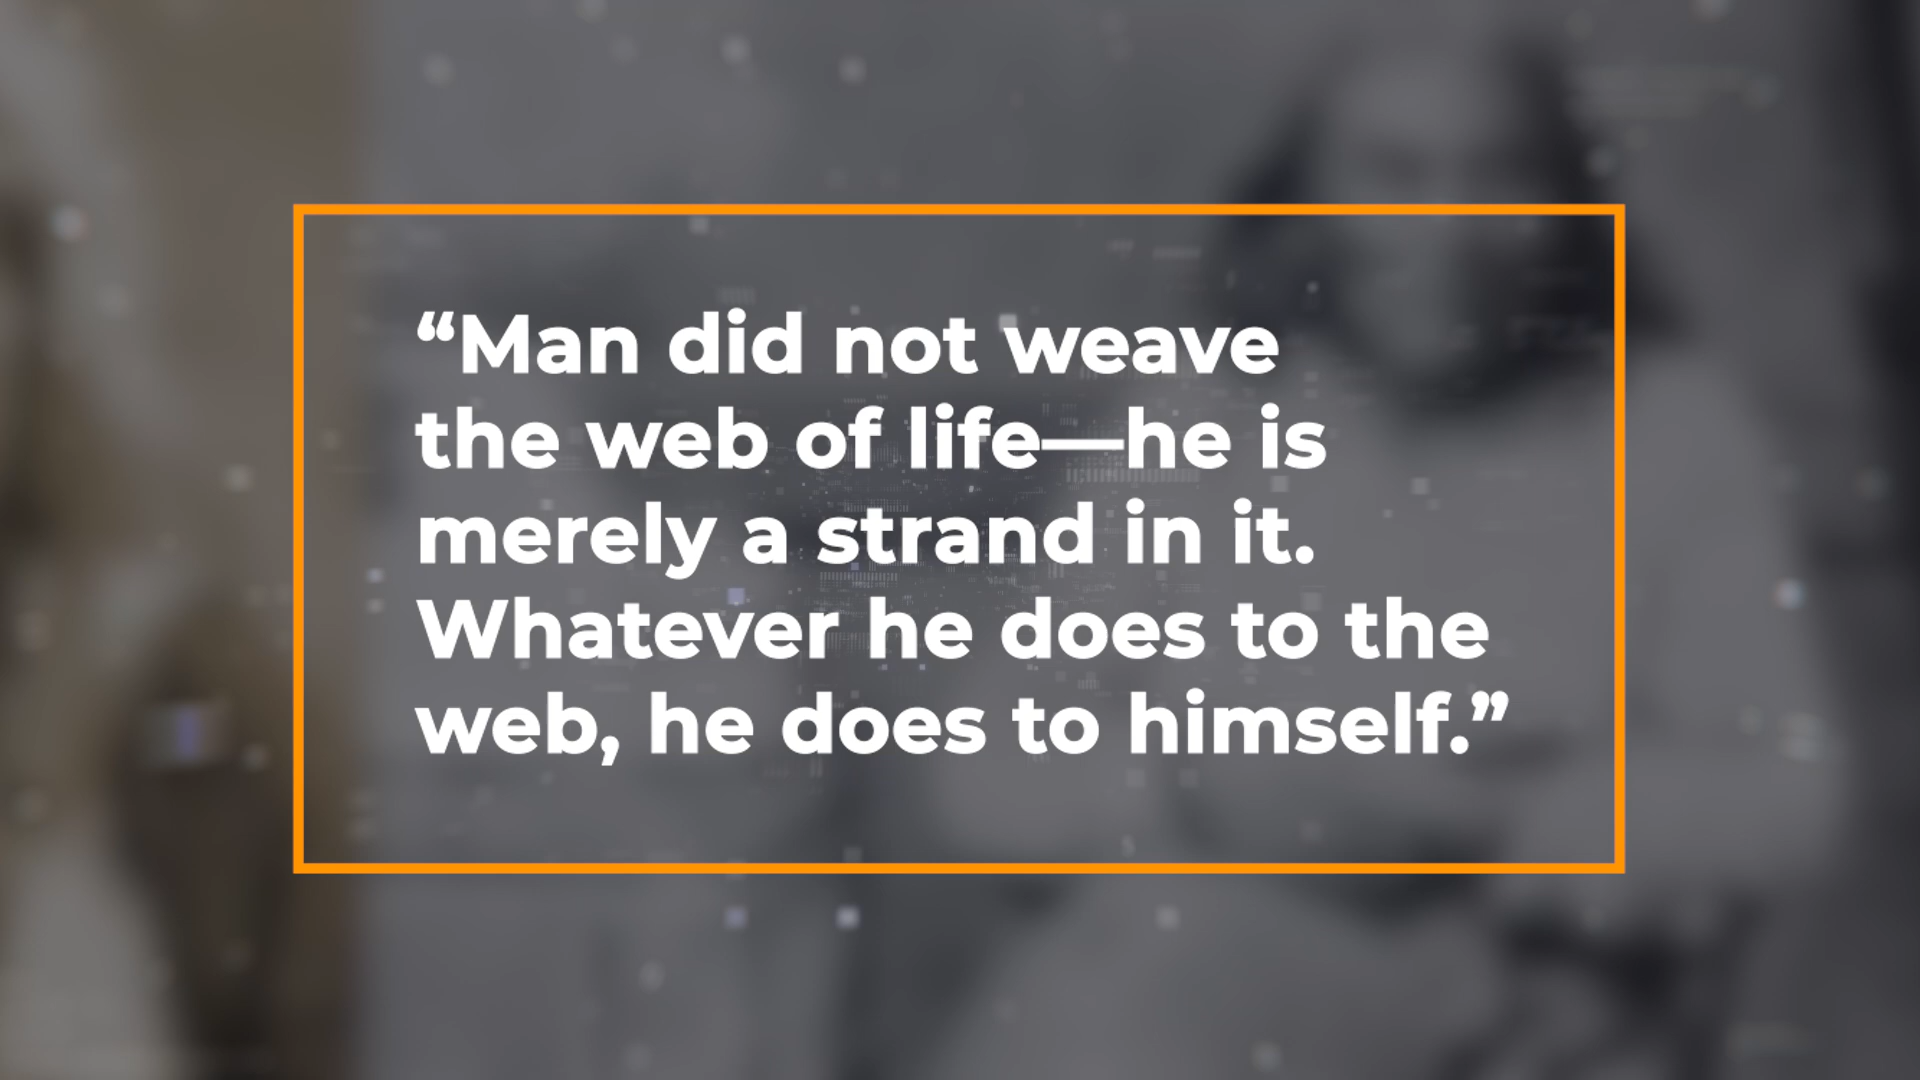 “Man did not weave
the web of life—he is
merely a strand in it.
Whatever he does to the
web, he does to himself.”